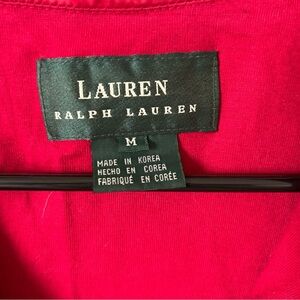 LAUREN
RALPH LAUREN
M
MADE IN KOREA
HECHO EN COREA
FABRIQUÉ EN CORÉE